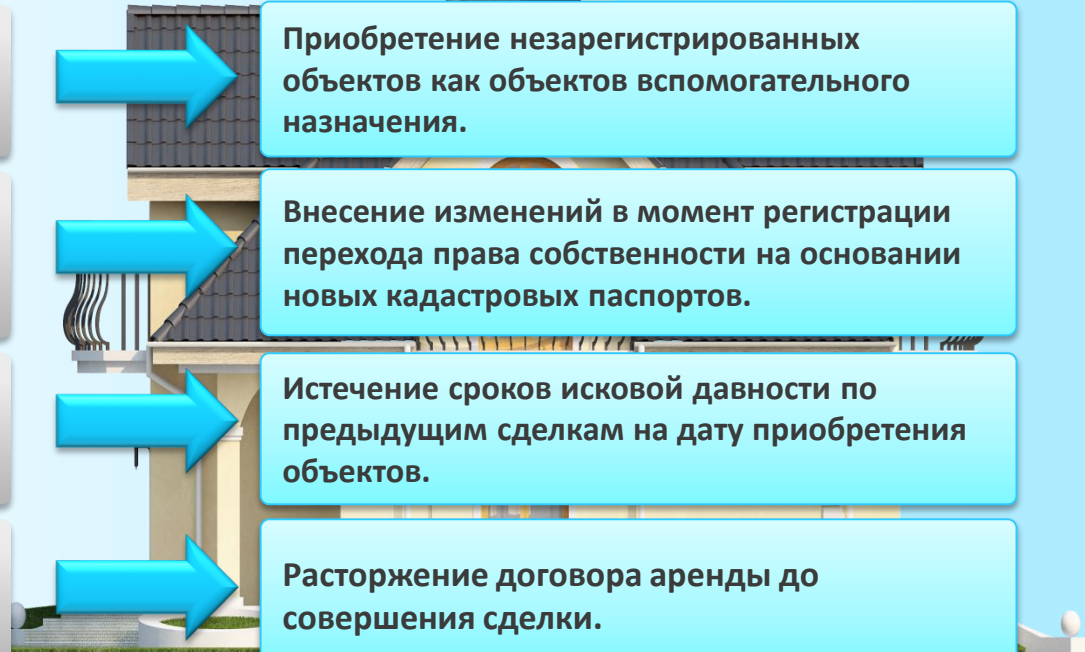 Приобретение незарегистрированных
объектов как объектов вспомогательного
назначения.
Внесение изменений в момент регистрации
перехода права собственности на основании
новых кадастровых паспортов.
Истечение сроков исковой давности по
предыдущим сделкам на дату приобретения
объектов.
Расторжение договора аренды до
совершения сделки.